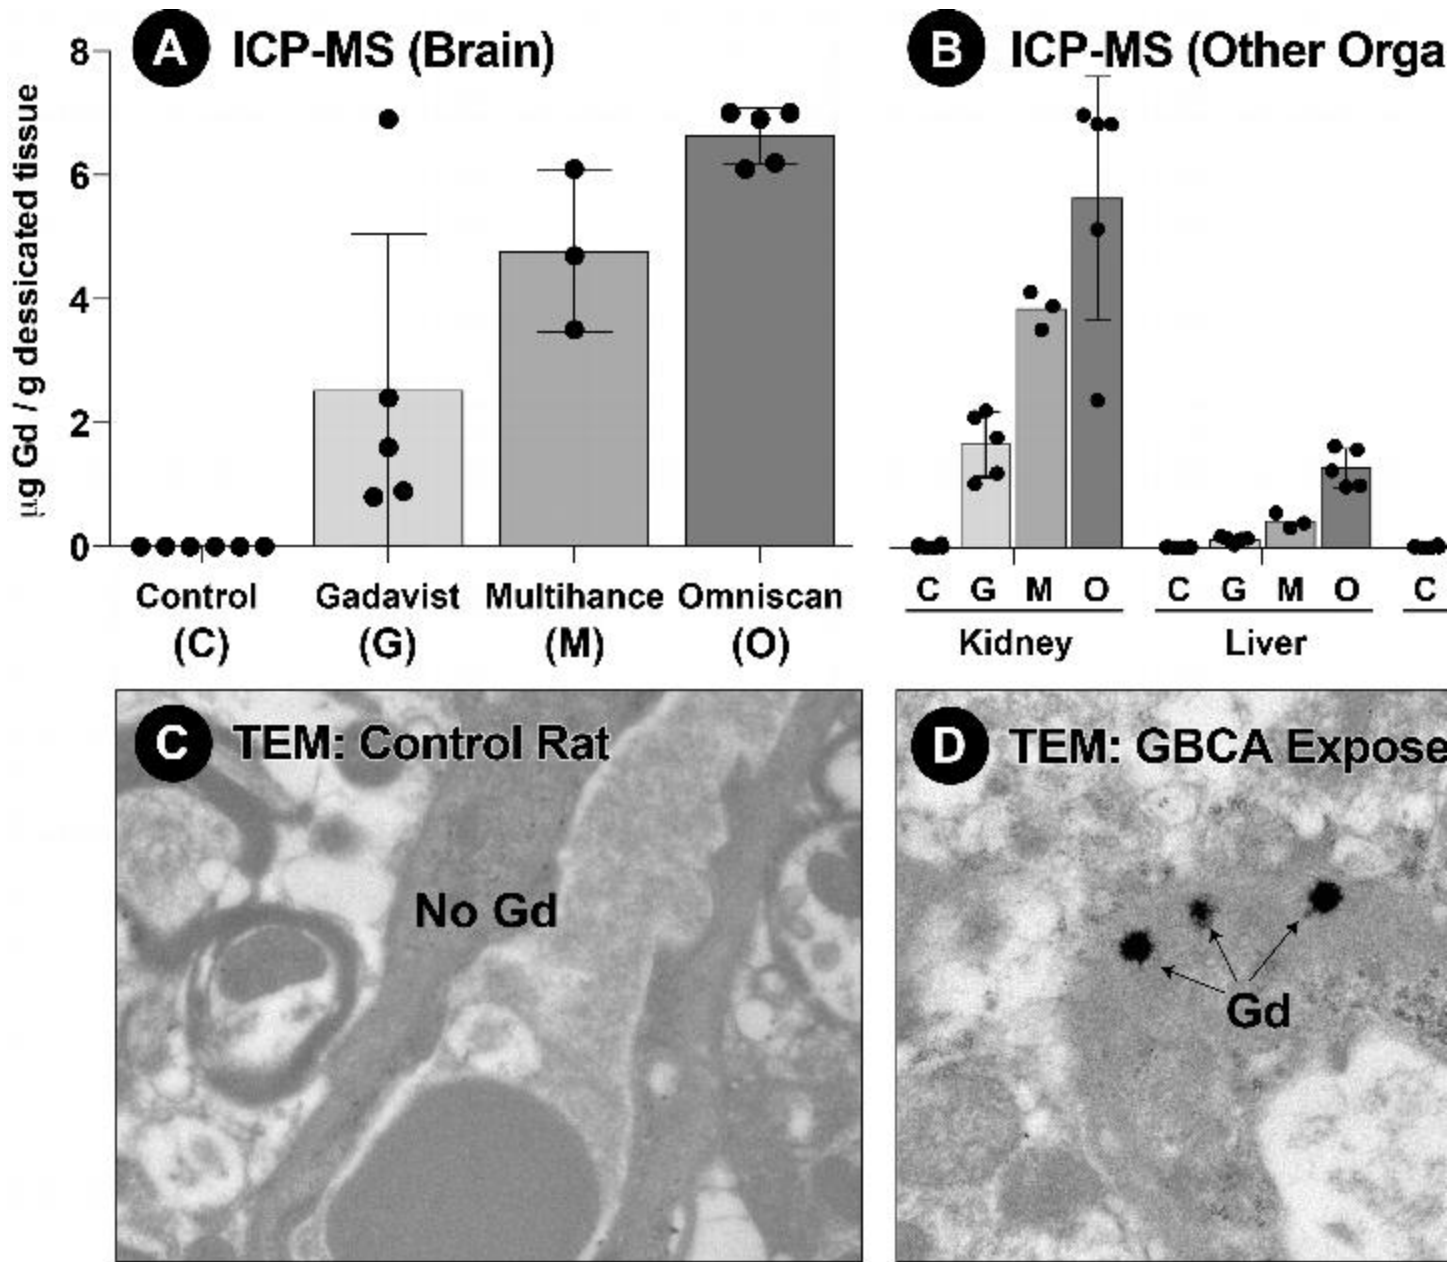 A ICP-MS (Brain)
8
6
4
2
0
µg Gd / g dessicated tissue
Control Gadavist Multihance Omniscan
(C) (G) (M) (O)
B ICP-MS (Other Orga
C G M O C G M O C
Kidney Liver
C TEM: Control Rat
No Gd
D TEM: GBCA Expose
Gd